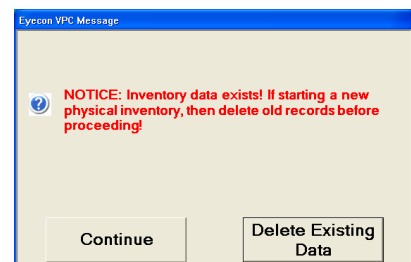 Eyecon VPC Message
NOTICE: Inventory data exists! If starting a new
physical inventory, then delete old records before
proceeding!
Continue
Delete Existing
Data